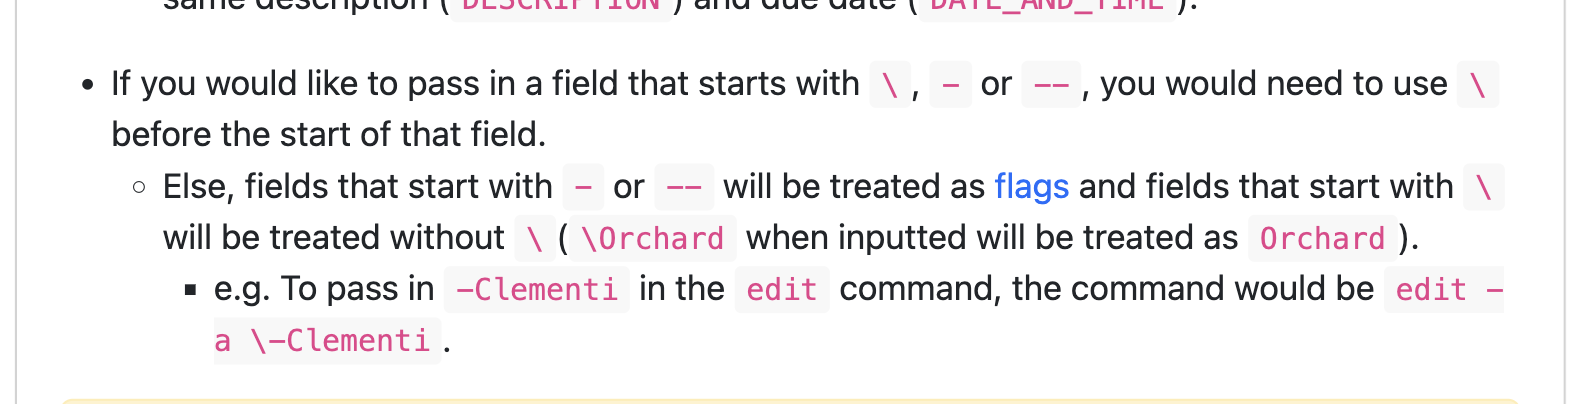 same description (DESCRIPTION) and due date (DATE_AND_TIME).
• If you would like to pass in a field that starts with \, - or --, you would need to use \
before the start of that field.
◦ Else, fields that start with - or -- will be treated as flags and fields that start with \
will be treated without \ (\Orchard when inputted will be treated as Orchard).
▪ e.g. To pass in -Clementi in the edit command, the command would be edit -
a \-Clementi.